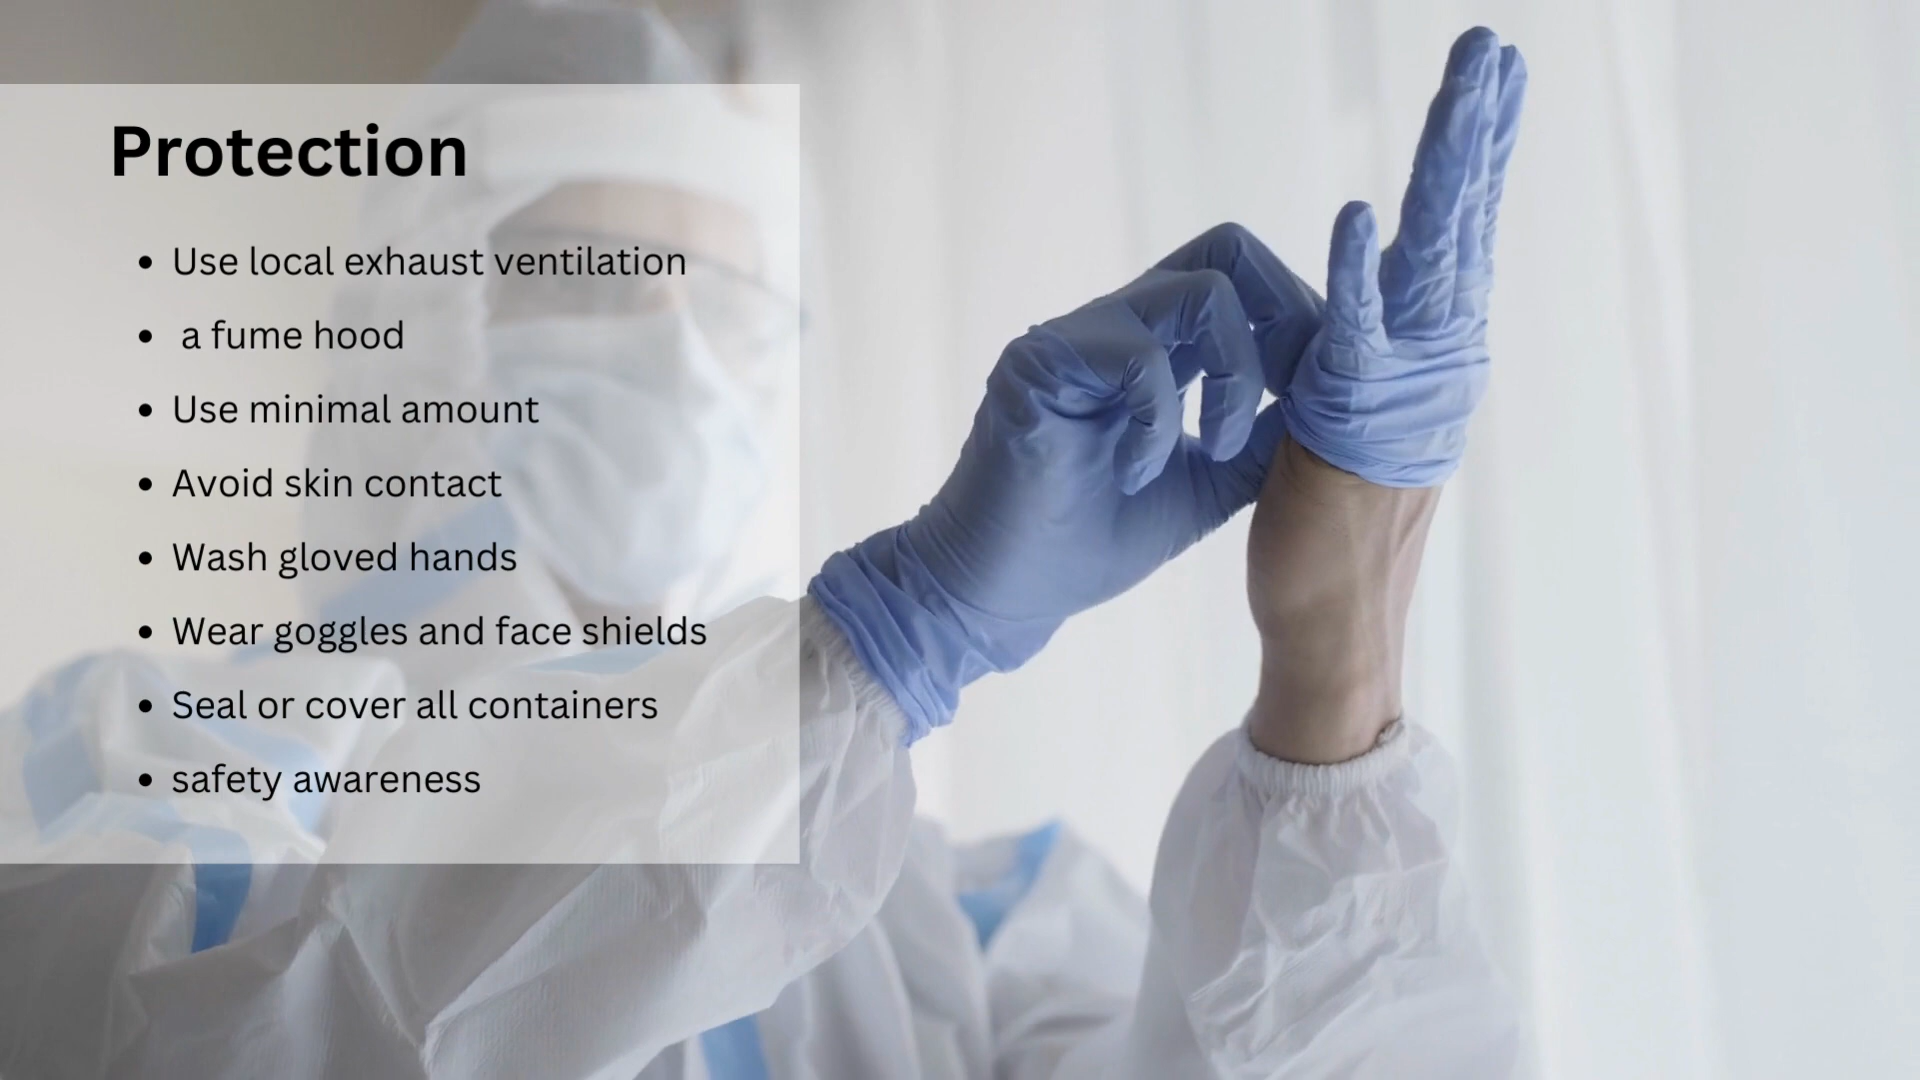 Protection
• Use local exhaust ventilation
• a fume hood
• Use minimal amount
• Avoid skin contact
• Wash gloved hands
• Wear goggles and face shields
• Seal or cover all containers
• safety awareness